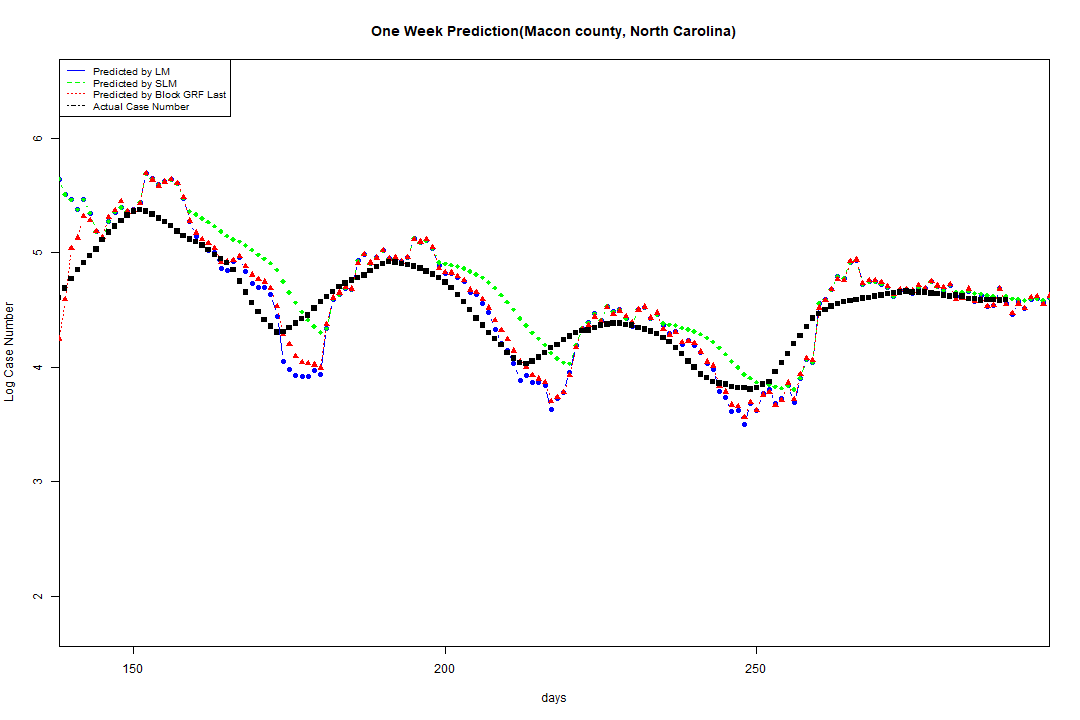 One Week Prediction(Macon county, North Carolina)
Predicted by LM
Predicted by SLM
Predicted by Block GRF Last
Actual Case Number
6
5
4
3
2
Log Case Number
150
200
250
days